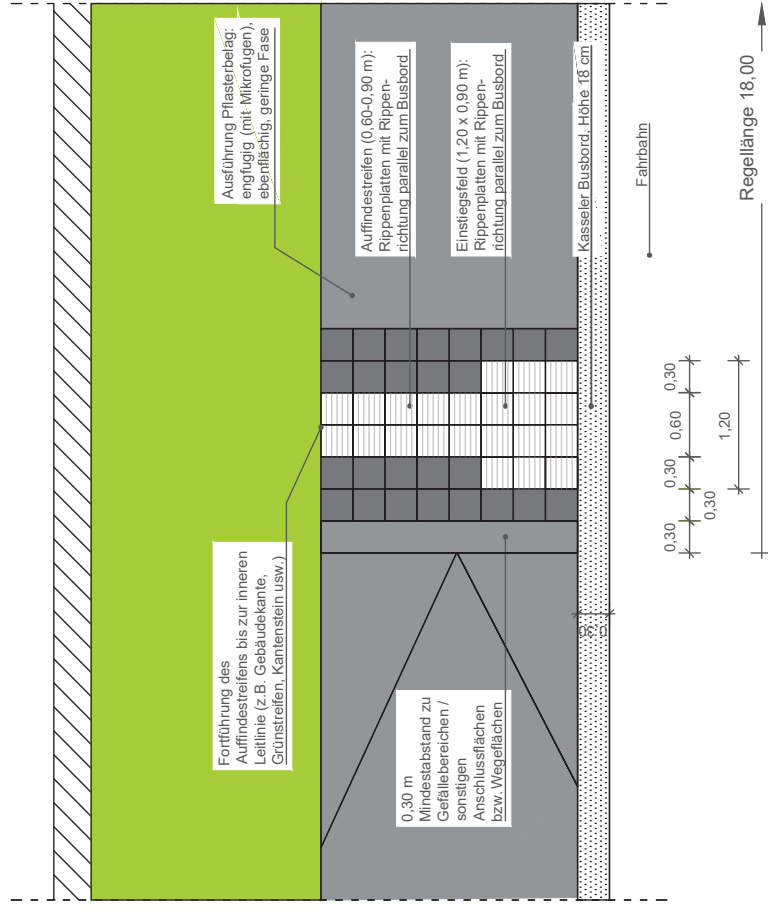 Ausführung Pflasterbelag:
engfugig (mit Mikrofugen),
ebenflächig, geringe Fase
Auffindestreifen (0,60-0,90 m):
Rippenplatten mit Rippen-
richtung parallel zum Busbord
Einstiegsfeld (1,20 x 0,90 m):
Rippenplatten mit Rippen-
richtung parallel zum Busbord
Kasseler Busbord, Höhe 18 cm
Fahrbahn
Regellänge 18,00
Fortführung des
Auffindestreifens bis zur inneren
Leitlinie (z.B. Gebäudekante,
Grünstreifen, Kantenstein usw.)
0,30 m
Mindestabstand zu
Gefällebereichen /
sonstigen
Anschlussflächen
bzw. Wegeflächen
0,30
0,30
0,30
0,60
0,30
0,30
1,20